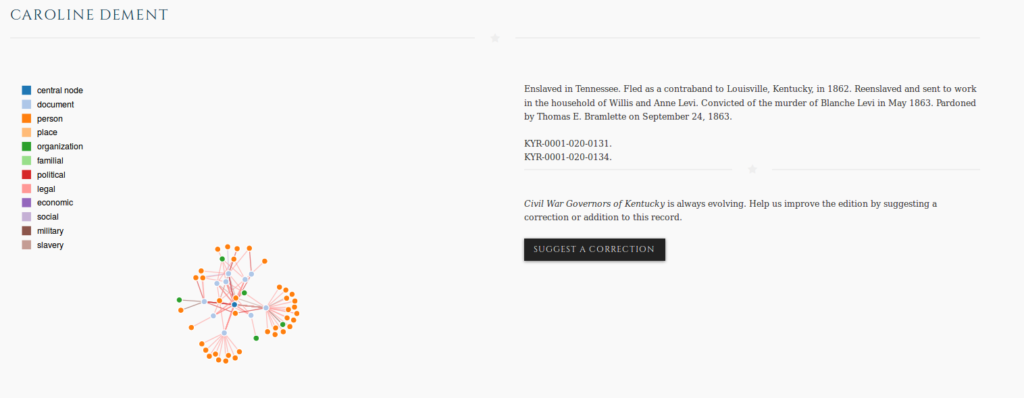 CAROLINE DEMENT
central node
document
person
place
organization
familial
political
legal
economic
social
military
slavery
Enslaved in Tennessee. Fled as a contraband to Louisville, Kentucky, in 1862. Reenslaved and sent to work
in the household of Willis and Anne Levi. Convicted of the murder of Blanche Levi in May 1863. Pardoned
by Thomas E. Bramlette on September 24, 1863.
KYR-0001-020-0131.
KYR-0001-020-0134.
Civil War Governors of Kentucky is always evolving. Help us improve the edition by suggesting a
correction or addition to this record.
SUGGEST A CORRECTION